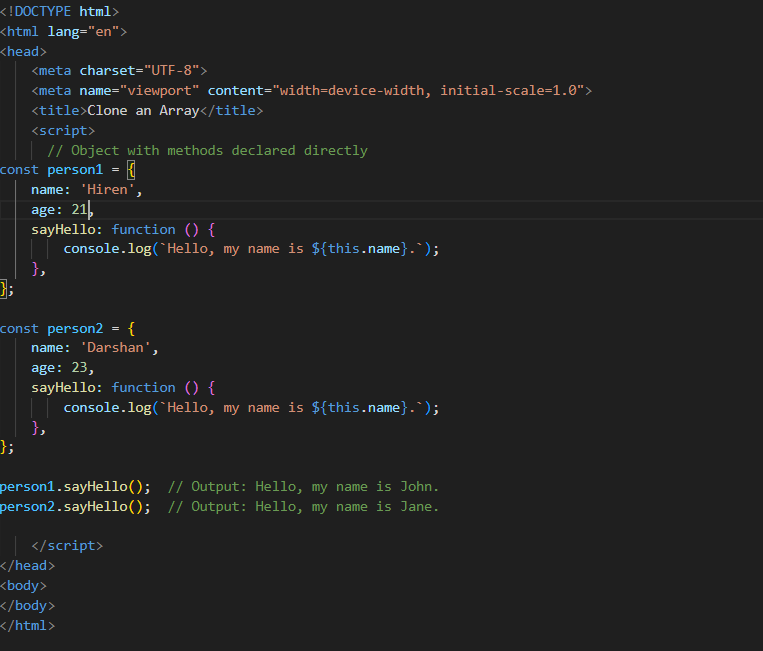 <!DOCTYPE html>
<html lang="en">
<head>
    <meta charset="UTF-8">
    <meta name="viewport" content="width=device-width, initial-scale=1.0">
    <title>Clone an Array</title>
    <script>
      // Object with methods declared directly
const person1 = {
    name: 'Hiren',
    age: 21,
    sayHello: function () {
        console.log(`Hello, my name is ${this.name}.`);
    },
};

const person2 = {
    name: 'Darshan',
    age: 23,
    sayHello: function () {
        console.log(`Hello, my name is ${this.name}.`);
    },
};

person1.sayHello();  // Output: Hello, my name is John.
person2.sayHello();  // Output: Hello, my name is Jane.

    </script>
</head>
<body>
</body>
</html>